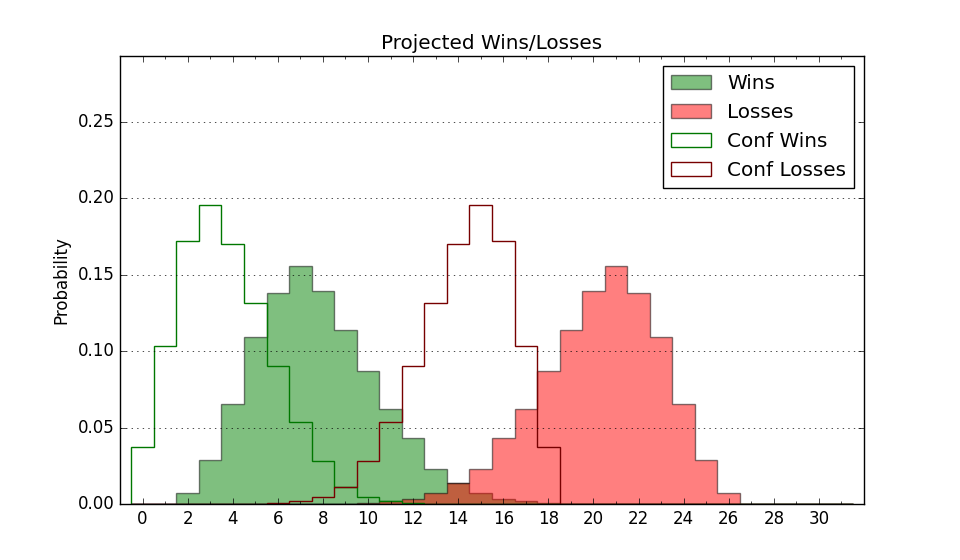 Projected Wins/Losses
Wins
Losses
Conf Wins
Conf Losses
Probability
0.25
0.20
0.15
0.10
0.05
0.00
0 2 4 6 8 10 12 14 16 18 20 22 24 26 28 30